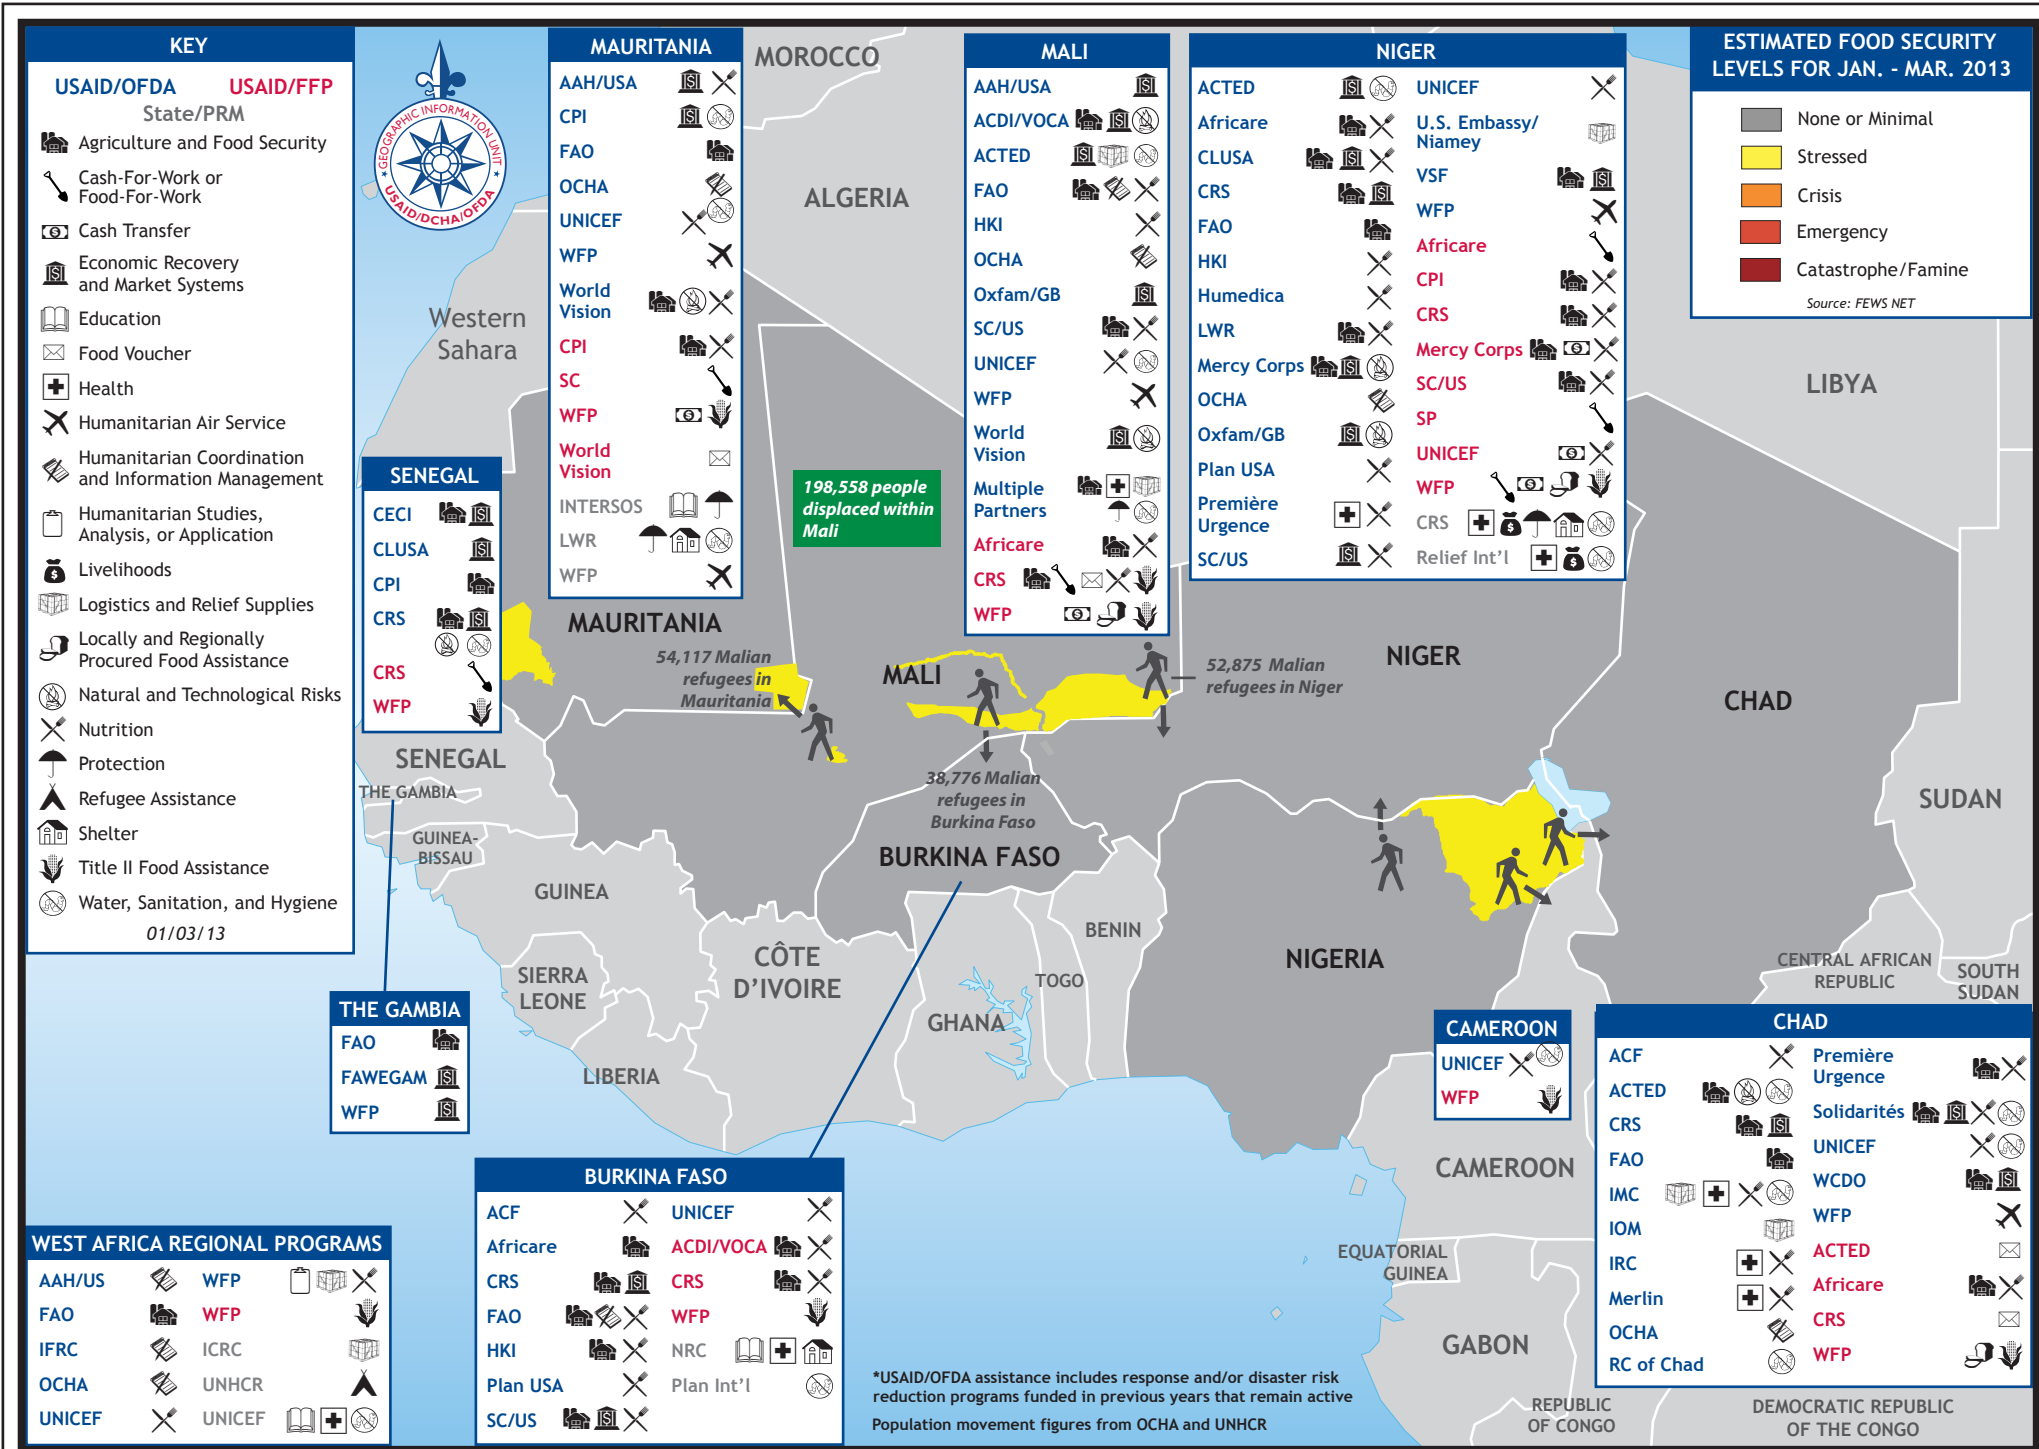 KEY
USAID/OFDA USAID/FFP
State/PRM
Agriculture and Food Security
Cash-For-Work or
Food-For-Work
Cash Transfer
Economic Recovery
and Market Systems
Education
Food Voucher
Health
Humanitarian Air Service
Humanitarian Coordination
and Information Management
Humanitarian Studies,
Analysis, or Application
Livelihoods
Logistics and Relief Supplies
Locally and Regionally
Procured Food Assistance
Natural and Technological Risks
Nutrition
Protection
Refugee Assistance
Shelter
Title II Food Assistance
Water, Sanitation, and Hygiene
01/03/13
GEOGRAPHIC INFORMATION UNIT
USAID/DCHA/OFDA
MAURITANIA
AAH/USA
CPI
FAO
OCHA
UNICEF
WFP
World
Vision
CPI
SC
WFP
World
Vision
INTERSOS
LWR
WFP
MALI
AAH/USA
ACDI/VOCA
ACTED
FAO
HKI
OCHA
Oxfam/GB
SC/US
UNICEF
WFP
World
Vision
Multiple
Partners
Africare
CRS
WFP
NIGER
ACTED
Africare
CLUSA
CRS
FAO
HKI
Humedica
LWR
Mercy Corps
OCHA
Oxfam/GB
Plan USA
Première
Urgence
SC/US
UNICEF
U.S. Embassy/
Niamey
VSF
WFP
Africare
CPI
CRS
Mercy Corps
SC/US
SP
UNICEF
WFP
CRS
Relief Int'l
ESTIMATED FOOD SECURITY
LEVELS FOR JAN. - MAR. 2013
None or Minimal
Stressed
Crisis
Emergency
Catastrophe/Famine
Source: FEWS NET
SENEGAL
CECI
CLUSA
CPI
CRS
CRS
WFP
MOROCCO
ALGERIA
Western
Sahara
LIBYA
198,558 people
displaced within
Mali
MAURITANIA
54,117 Malian
refugees in
Mauritania
MALI
52,875 Malian
refugees in Niger
NIGER
CHAD
SENEGAL
THE GAMBIA
38,776 Malian
refugees in
Burkina Faso
SUDAN
GUINEA-
BISSAU
BURKINA FASO
GUINEA
BENIN
CÔTE
D'IVOIRE
NIGERIA
CENTRAL AFRICAN
REPUBLIC
SOUTH
SUDAN
SIERRA
LEONE
TOGO
GHANA
LIBERIA
THE GAMBIA
FAO
FAWEGAM
WFP
CAMEROON
UNICEF
WFP
CHAD
ACF
ACTED
CRS
FAO
IMC
IOM
IRC
Merlin
OCHA
RC of Chad
Première
Urgence
Solidarités
UNICEF
WCDO
WFP
ACTED
Africare
CRS
WFP
CAMEROON
BURKINA FASO
ACF
Africare
CRS
FAO
HKI
Plan USA
SC/US
UNICEF
ACDI/VOCA
CRS
WFP
NRC
Plan Int'l
WEST AFRICA REGIONAL PROGRAMS
AAH/US
FAO
IFRC
OCHA
UNICEF
WFP
WFP
ICRC
UNHCR
UNICEF
EQUATORIAL
GUINEA
GABON
*USAID/OFDA assistance includes response and/or disaster risk
reduction programs funded in previous years that remain active
Population movement figures from OCHA and UNHCR
REPUBLIC
OF CONGO
DEMOCRATIC REPUBLIC
OF THE CONGO